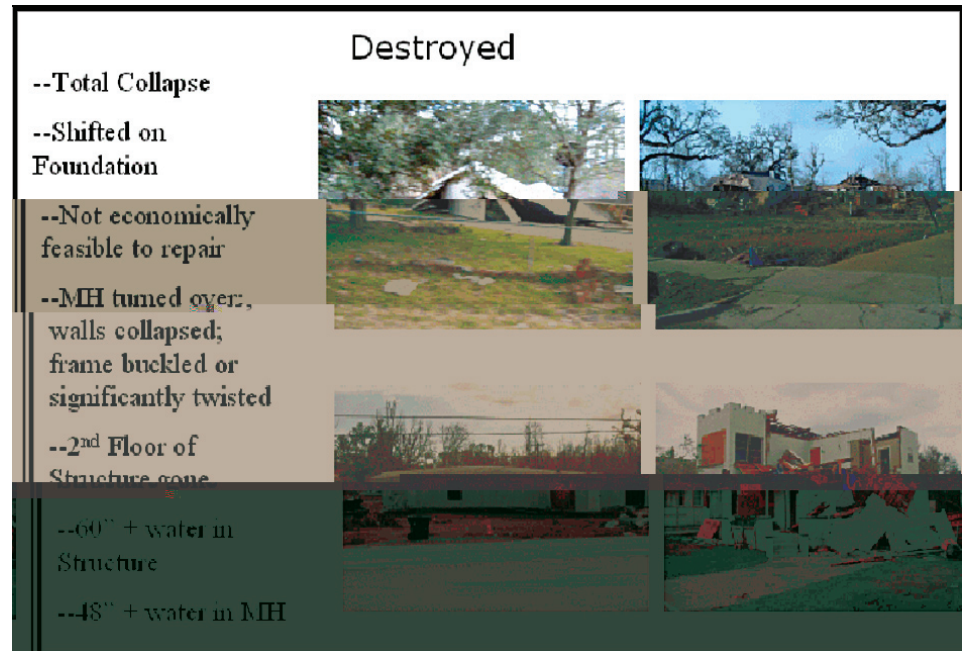 Destroyed
--Total Collapse
--Shifted on
Foundation
--Not economically
feasible to repair
--MH turned over:,
walls collapsed;
frame buckled or
significantly twisted
--2nd Floor of
Structure gone
--60" + water in
Structure
--48" + water in MH